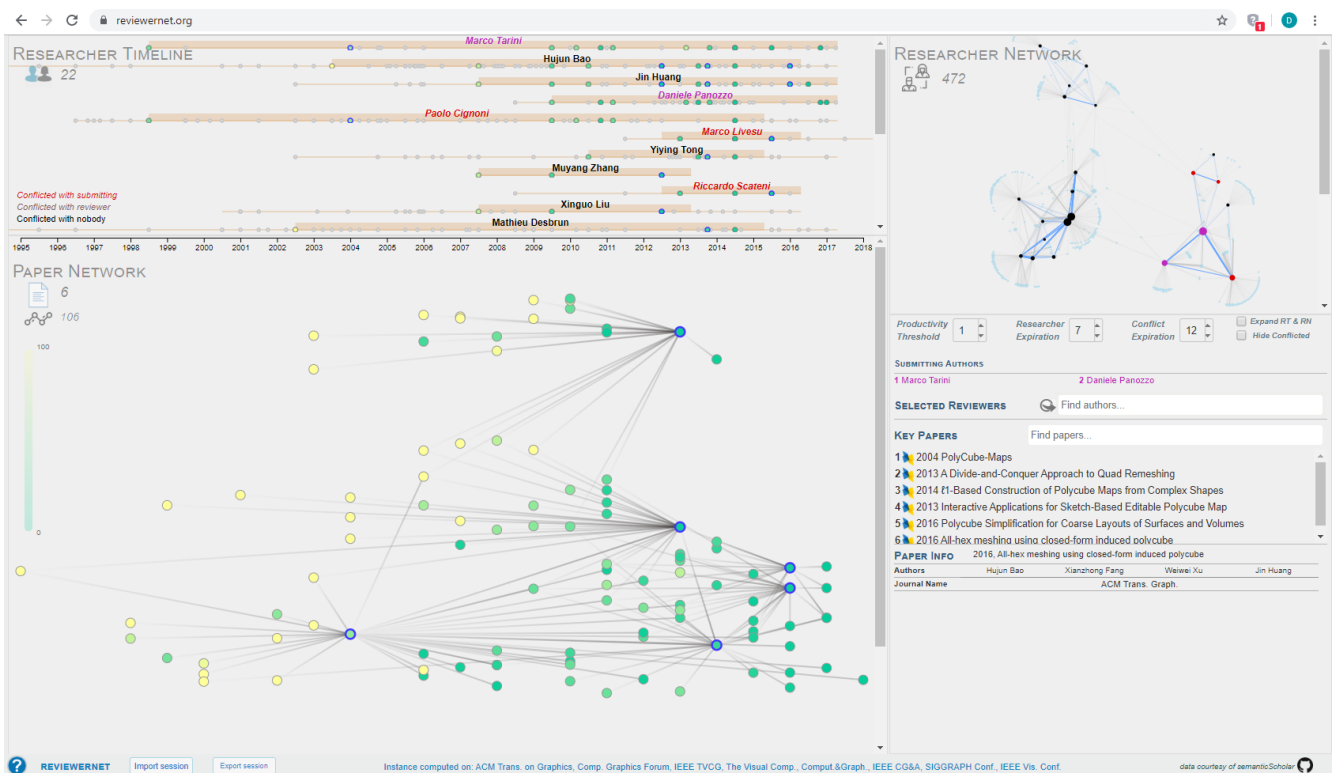 reviewernet.org
RESEARCHER TIMELINE
22
Marco Tarini
Hujun Bao
Jin Huang
Daniele Panozzo
Paolo Cignoni
Marco Livesu
Yiying Tong
Muyang Zhang
Riccardo Scateni
Xinguo Liu
Mathieu Desbrun
Conflicted with submitting
Conflicted with reviewer
Conflicted with nobody
1995 1996 1997 1998 1999 2000 2001 2002 2003 2004 2005 2006 2007 2008 2009 2010 2011 2012 2013 2014 2015 2016 2017 2018
PAPER NETWORK
6
106
100
0
RESEARCHER NETWORK
472
Productivity Threshold 1
Researcher Expiration 7
Conflict Expiration 12
Expand RT & RN
Hide Conflicted
SUBMITTING AUTHORS
1 Marco Tarini 2 Daniele Panozzo
SELECTED REVIEWERS Find authors...
KEY PAPERS Find papers...
1 2004 PolyCube-Maps
2 2013 A Divide-and-Conquer Approach to Quad Remeshing
3 2014 ℓ1-Based Construction of Polycube Maps from Complex Shapes
4 2013 Interactive Applications for Sketch-Based Editable Polycube Map
5 2016 Polycube Simplification for Coarse Layouts of Surfaces and Volumes
6 2016 All-hex meshing using closed-form induced polycube
PAPER INFO 2016, All-hex meshing using closed-form induced polycube
Authors Hujun Bao Xianzhong Fang Weiwei Xu Jin Huang
Journal Name ACM Trans. Graph.
? REVIEWERNET Import session Export session Instance computed on: ACM Trans. on Graphics, Comp. Graphics Forum, IEEE TVCG, The Visual Comp., Comput.&Graph., IEEE CG&A, SIGGRAPH Conf., IEEE Vis. Conf. data courtesy of semanticScholar